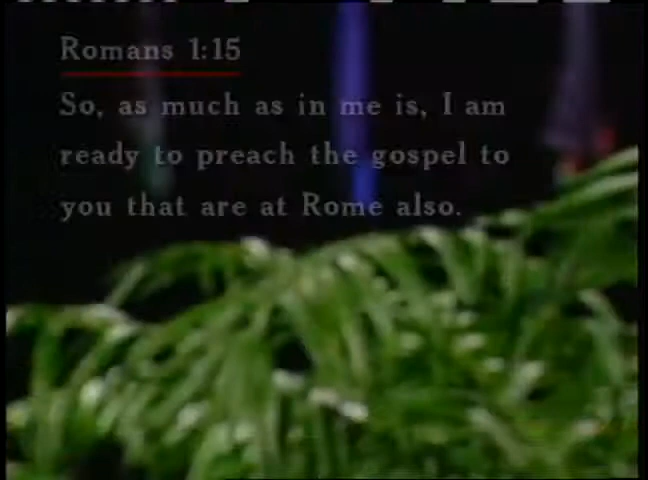 Romans 1:15
So, as much as in me is, I am
ready to preach the gospel to
you that are at Rome also.